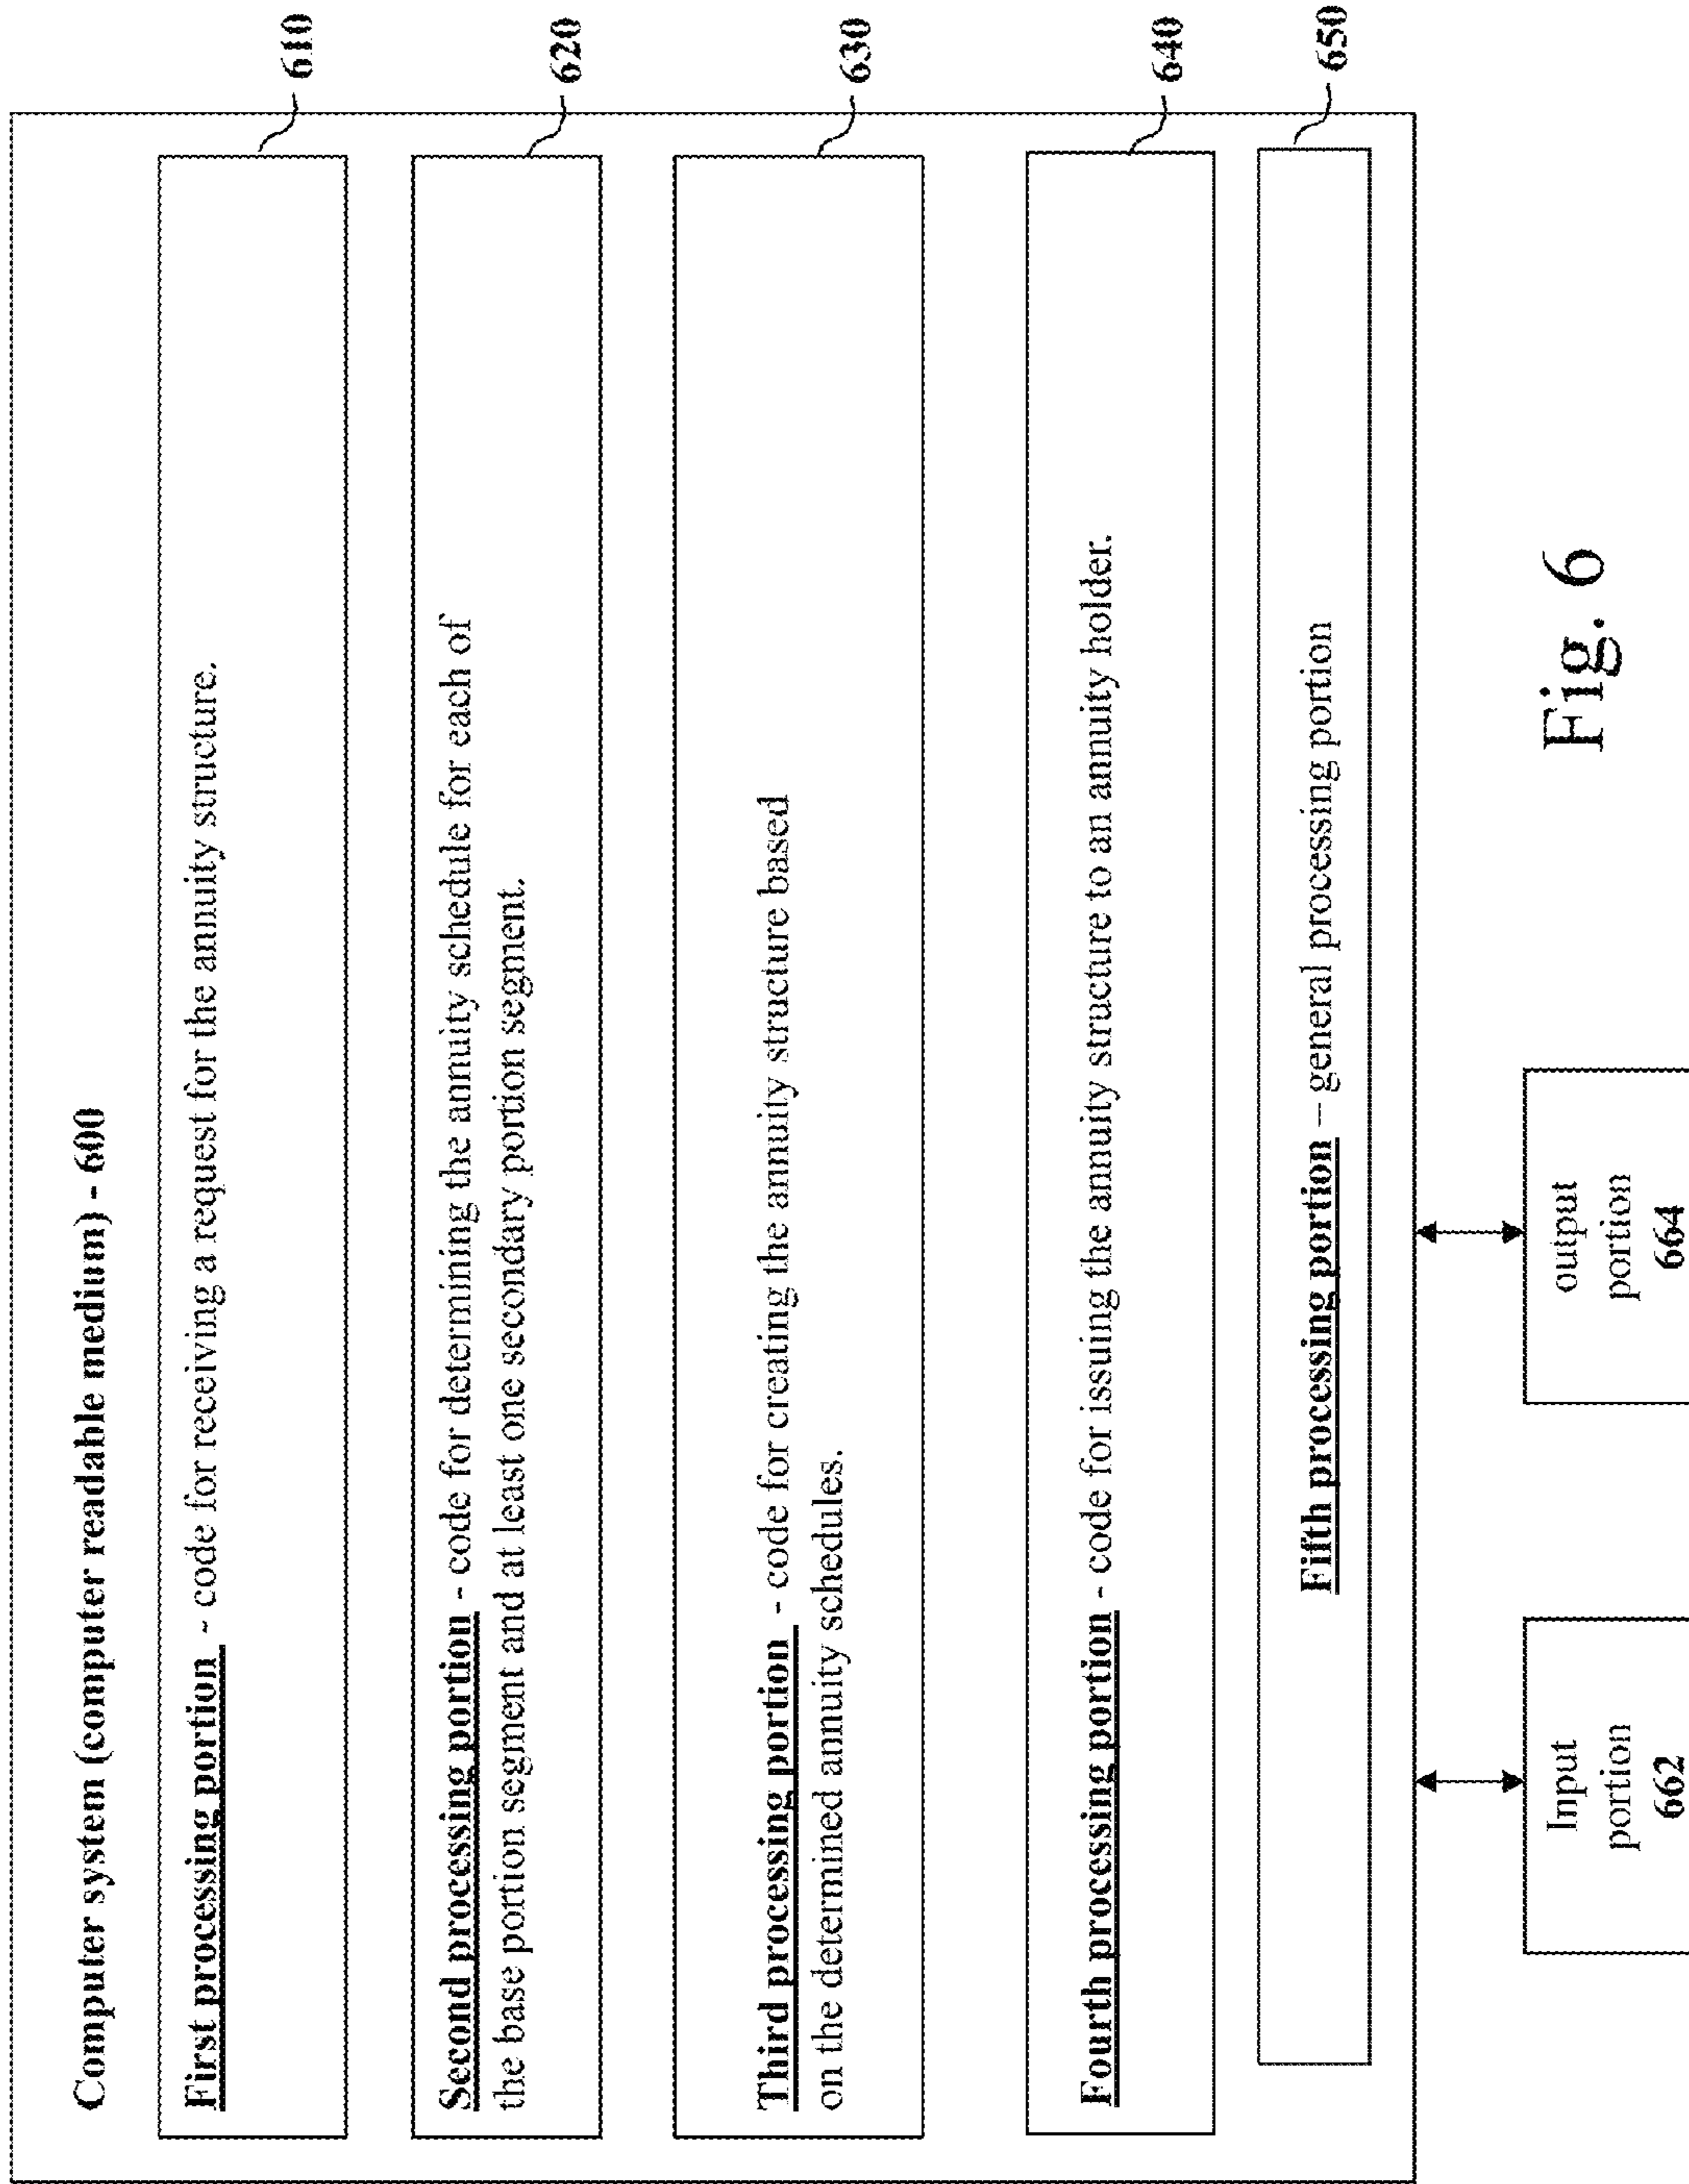 Computer system (computer readable medium) - 600
First processing portion - code for receiving a request for the annuity structure.
610
Second processing portion - code for determining the annuity schedule for each of
the base portion segment and at least one secondary portion segment.
620
Third processing portion - code for creating the annuity structure based
on the determined annuity schedules.
630
Fourth processing portion - code for issuing the annuity structure to an annuity holder.
640
Fifth processing portion – general processing portion
650
Input
portion
662
output
portion
664
Fig. 6